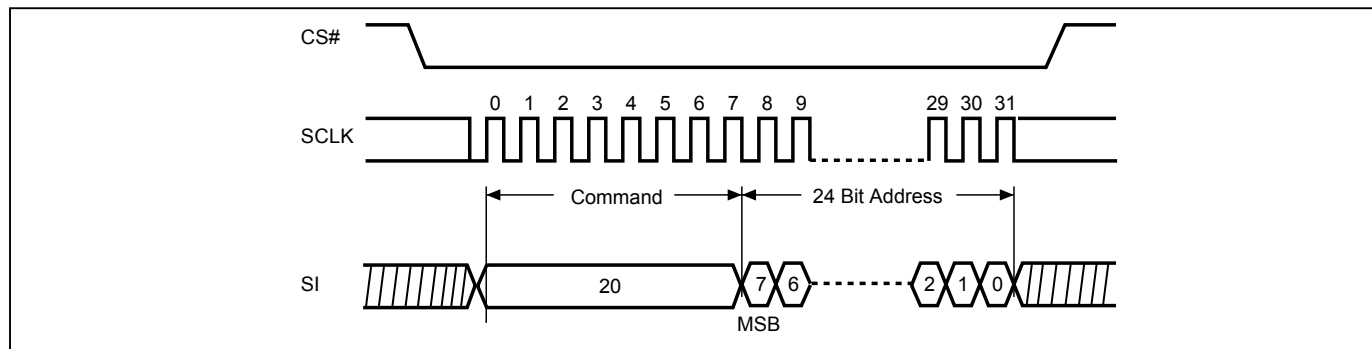 CS#
0 1 2 3 4 5 6 7 8 9 29 30 31
SCLK
Command 24 Bit Address
SI 20 7 6 2 1 0
MSB